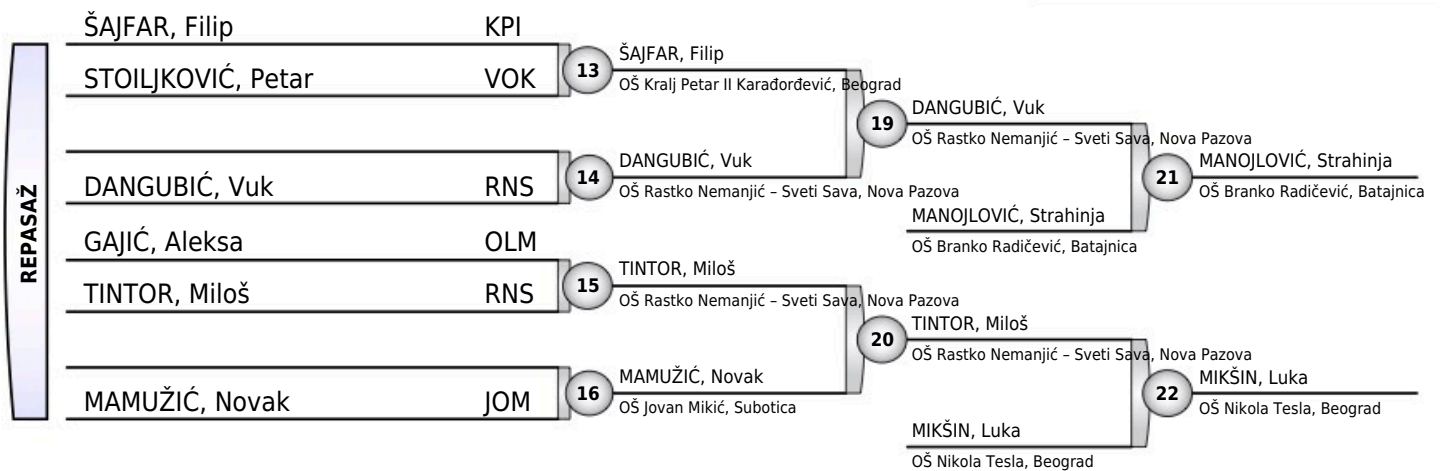 ŠAJFAR, Filip KPI
STOILJKOVIĆ, Petar VOK
DANGUBIĆ, Vuk RNS
GAJIĆ, Aleksa OLM
TINTOR, Miloš RNS
MAMUŽIĆ, Novak JOM
REPASAŽ
13
ŠAJFAR, Filip
OŠ Kralj Petar II Karađorđević, Beograd
14
DANGUBIĆ, Vuk
OŠ Rastko Nemanjić – Sveti Sava, Nova Pazova
15
TINTOR, Miloš
OŠ Rastko Nemanjić – Sveti Sava, Nova Pazova
16
MAMUŽIĆ, Novak
OŠ Jovan Mikić, Subotica
19
DANGUBIĆ, Vuk
OŠ Rastko Nemanjić – Sveti Sava, Nova Pazova
MANOJLOVIĆ, Strahinja
OŠ Branko Radičević, Batajnica
20
TINTOR, Miloš
OŠ Rastko Nemanjić – Sveti Sava, Nova Pazova
MIKŠIN, Luka
OŠ Nikola Tesla, Beograd
21
MANOJLOVIĆ, Strahinja
OŠ Branko Radičević, Batajnica
22
MIKŠIN, Luka
OŠ Nikola Tesla, Beograd